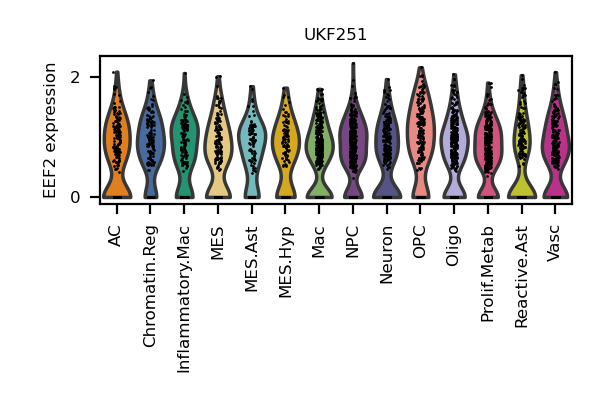 UKF251
EEF2 expression
2
0
AC
Chromatin.Reg
Inflammatory.Mac
MES
MES.Ast
MES.Hyp
Mac
NPC
Neuron
OPC
Oligo
Prolif.Metab
Reactive.Ast
Vasc